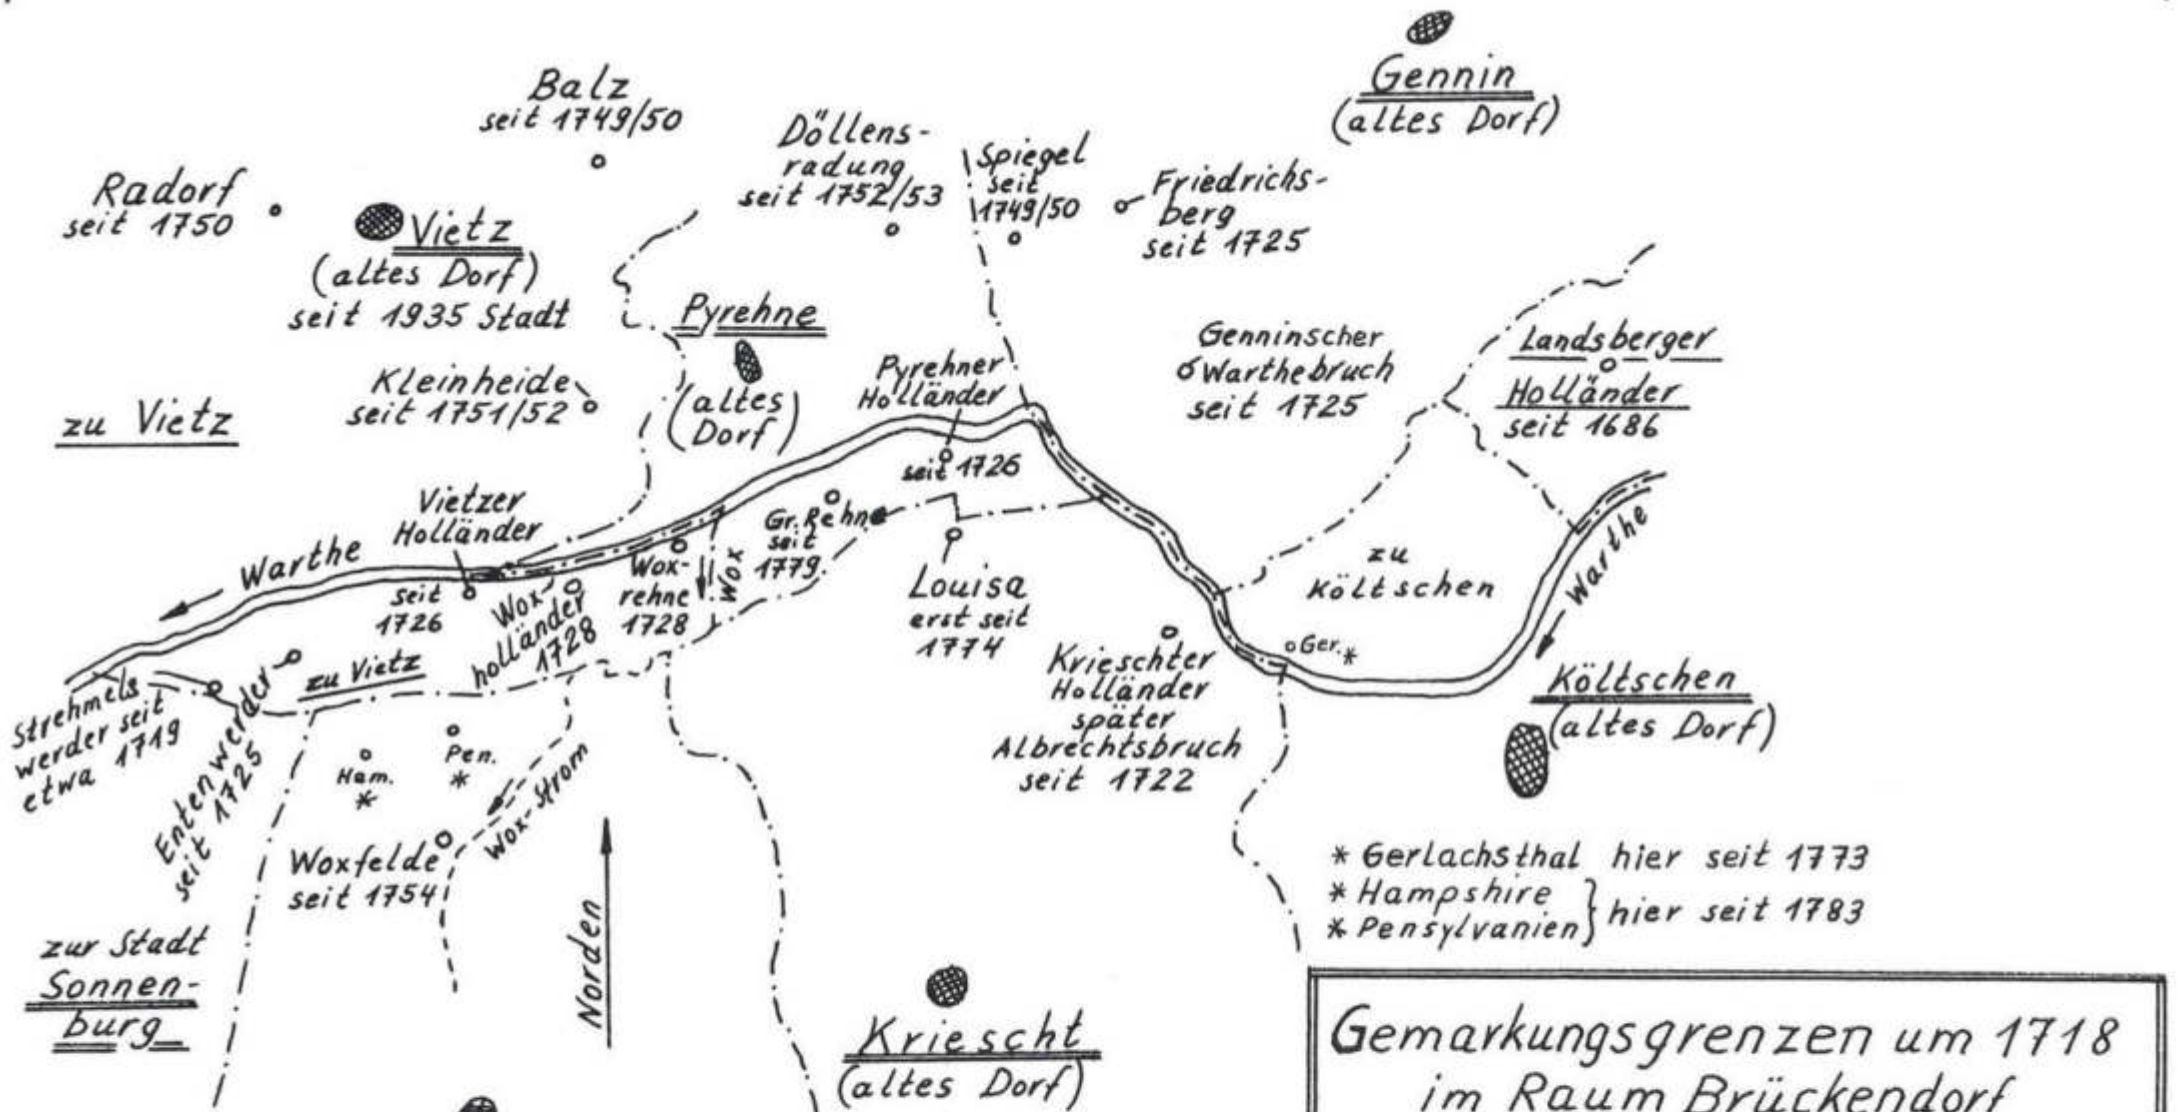 Gennin
(altes Dorf)
Balz
seit 1749/50
Döllens-
radung
seit 1752/53
Spiegel
seit
1749/50
Friedrichs-
berg
seit 1725
Radorf
seit 1750
Vietz
(altes Dorf)
seit 1935 Stadt
Pyrehne
(altes
Dorf)
Kleinheide
seit 1751/52
zu Vietz
Pyrehner
Holländer
seit 1726
Genninscher
Warthebruch
seit 1725
Landsberger
Holländer
seit 1686
Vietzer
Holländer
seit
1726
Warthe
Wox-
holländer
1728
Wox-
rehne
1728
Wox
Gr. Rehne
seit
1779
Louisa
erst seit
1774
zu
Költschen
Warthe
Ger.*
Krieschter
Holländer
später
Albrechtsbruch
seit 1722
Költschen
(altes Dorf)
Strehmels
werder seit
etwa 1719
Entenwerder
seit 1725
zu Vietz
Ham.
*
Pen.
*
Wox-Strom
Woxfelde
seit 1754
zur Stadt
Sonnen-
burg
Norden
Kriescht
(altes Dorf)
* Gerlachsthal hier seit 1773
* Hampshire
* Pensylvanien } hier seit 1783
Gemarkungsgrenzen um 1718
im Raum Brückendorf